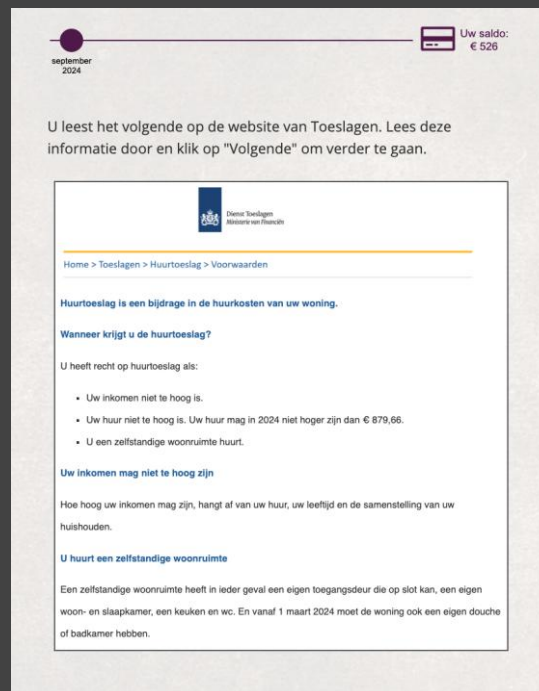 Uw saldo:
€ 526
september
2024
U leest het volgende op de website van Toeslagen. Lees deze
informatie door en klik op "Volgende" om verder te gaan.
Dienst Toeslagen
Ministerie van Financiën
Home > Toeslagen > Huurtoeslag > Voorwaarden
Huurtoeslag is een bijdrage in de huurkosten van uw woning.
Wanneer krijgt u de huurtoeslag?
U heeft recht op huurtoeslag als:
• Uw inkomen niet te hoog is.
• Uw huur niet te hoog is. Uw huur mag in 2024 niet hoger zijn dan € 879,66.
• U een zelfstandige woonruimte huurt.
Uw inkomen mag niet te hoog zijn
Hoe hoog uw inkomen mag zijn, hangt af van uw huur, uw leeftijd en de samenstelling van uw
huishouden.
U huurt een zelfstandige woonruimte
Een zelfstandige woonruimte heeft in ieder geval een eigen toegangsdeur die op slot kan, een eigen
woon- en slaapkamer, een keuken en wc. En vanaf 1 maart 2024 moet de woning ook een eigen douche
of badkamer hebben.